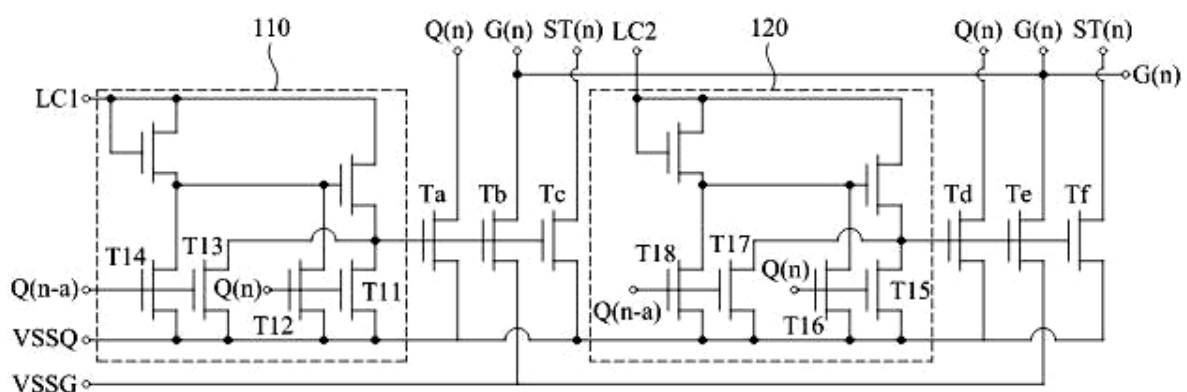 110
Q(n) G(n) ST(n) LC2
120
Q(n) G(n) ST(n)
G(n)
LC1
Ta Tb Tc
Td Te Tf
T14 T13
T18 T17
Q(n-a) Q(n) T11
Q(n) T15
T12
Q(n-a) T16
VSSQ
VSSG